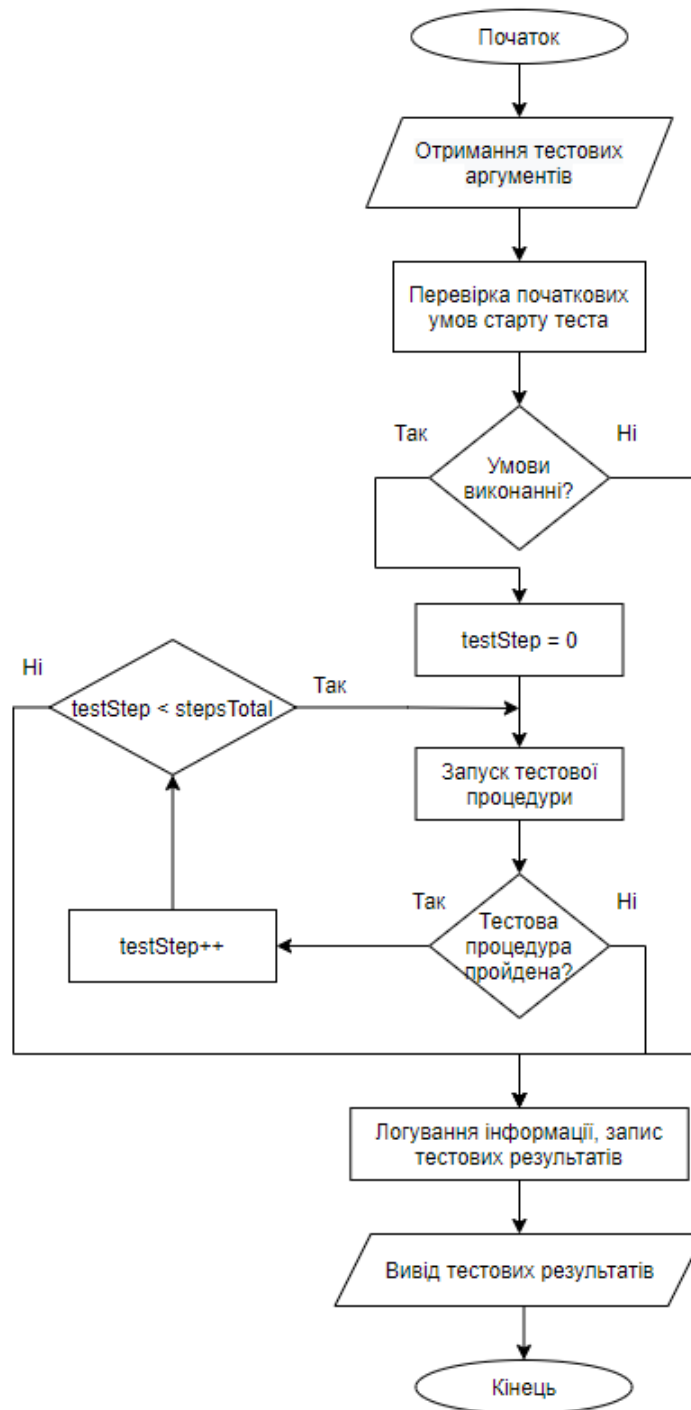 Початок
Отримання тестових
аргументів
Перевірка початкових
умов старту теста
Так
Ні
Умови
виконанні?
testStep = 0
Ні
testStep < stepsTotal
Так
Запуск тестової
процедури
Так
Ні
Тестова
процедура
пройдена?
testStep++
Логування інформації, запис
тестових результатів
Вивід тестових результатів
Кінець